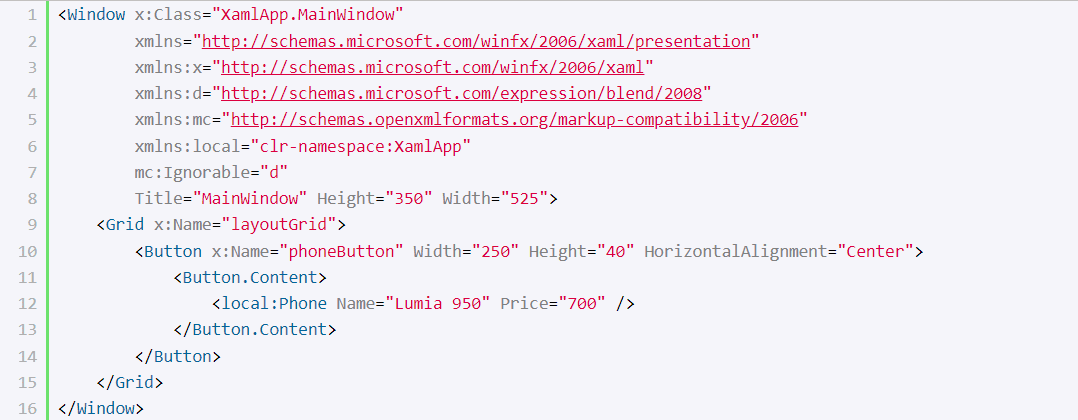 1 <Window x:Class="XamlApp.MainWindow"
2         xmlns="http://schemas.microsoft.com/winfx/2006/xaml/presentation"
3         xmlns:x="http://schemas.microsoft.com/winfx/2006/xaml"
4         xmlns:d="http://schemas.microsoft.com/expression/blend/2008"
5         xmlns:mc="http://schemas.openxmlformats.org/markup-compatibility/2006"
6         xmlns:local="clr-namespace:XamlApp"
7         mc:Ignorable="d"
8         Title="MainWindow" Height="350" Width="525">
9     <Grid x:Name="layoutGrid">
10         <Button x:Name="phoneButton" Width="250" Height="40" HorizontalAlignment="Center">
11             <Button.Content>
12                 <local:Phone Name="Lumia 950" Price="700" />
13             </Button.Content>
14         </Button>
15     </Grid>
16 </Window>